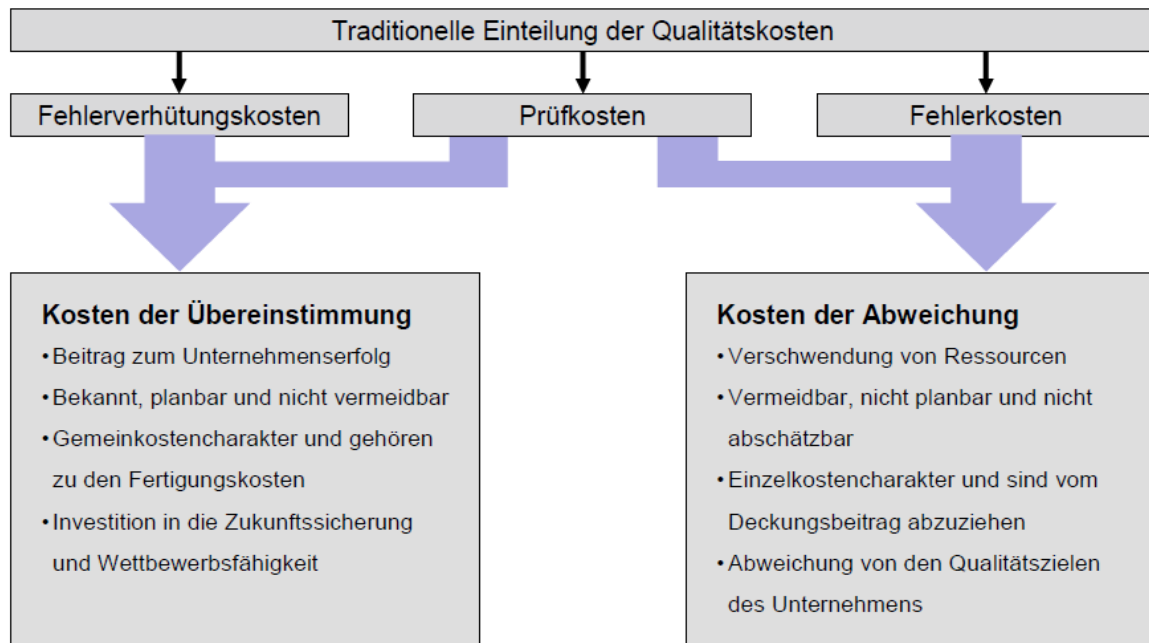 Traditionelle Einteilung der Qualitätskosten
Fehlerverhütungskosten
Prüfkosten
Fehlerkosten
Kosten der Übereinstimmung
• Beitrag zum Unternehmenserfolg
• Bekannt, planbar und nicht vermeidbar
• Gemeinkostencharakter und gehören
zu den Fertigungskosten
• Investition in die Zukunftssicherung
und Wettbewerbsfähigkeit
Kosten der Abweichung
• Verschwendung von Ressourcen
• Vermeidbar, nicht planbar und nicht
abschätzbar
• Einzelkostencharakter und sind vom
Deckungsbeitrag abzuziehen
• Abweichung von den Qualitätszielen
des Unternehmens